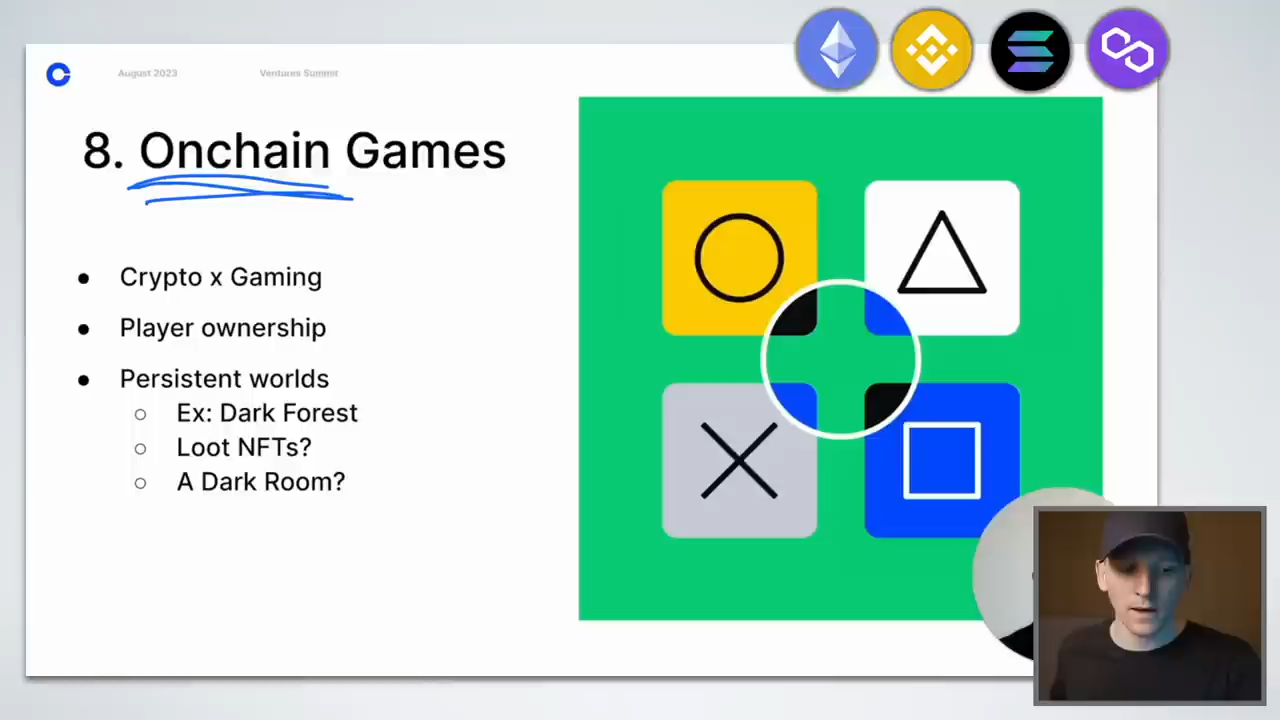 August 2023
Ventures Summit
8. Onchain Games
● Crypto x Gaming
● Player ownership
● Persistent worlds
○ Ex: Dark Forest
○ Loot NFTs?
○ A Dark Room?